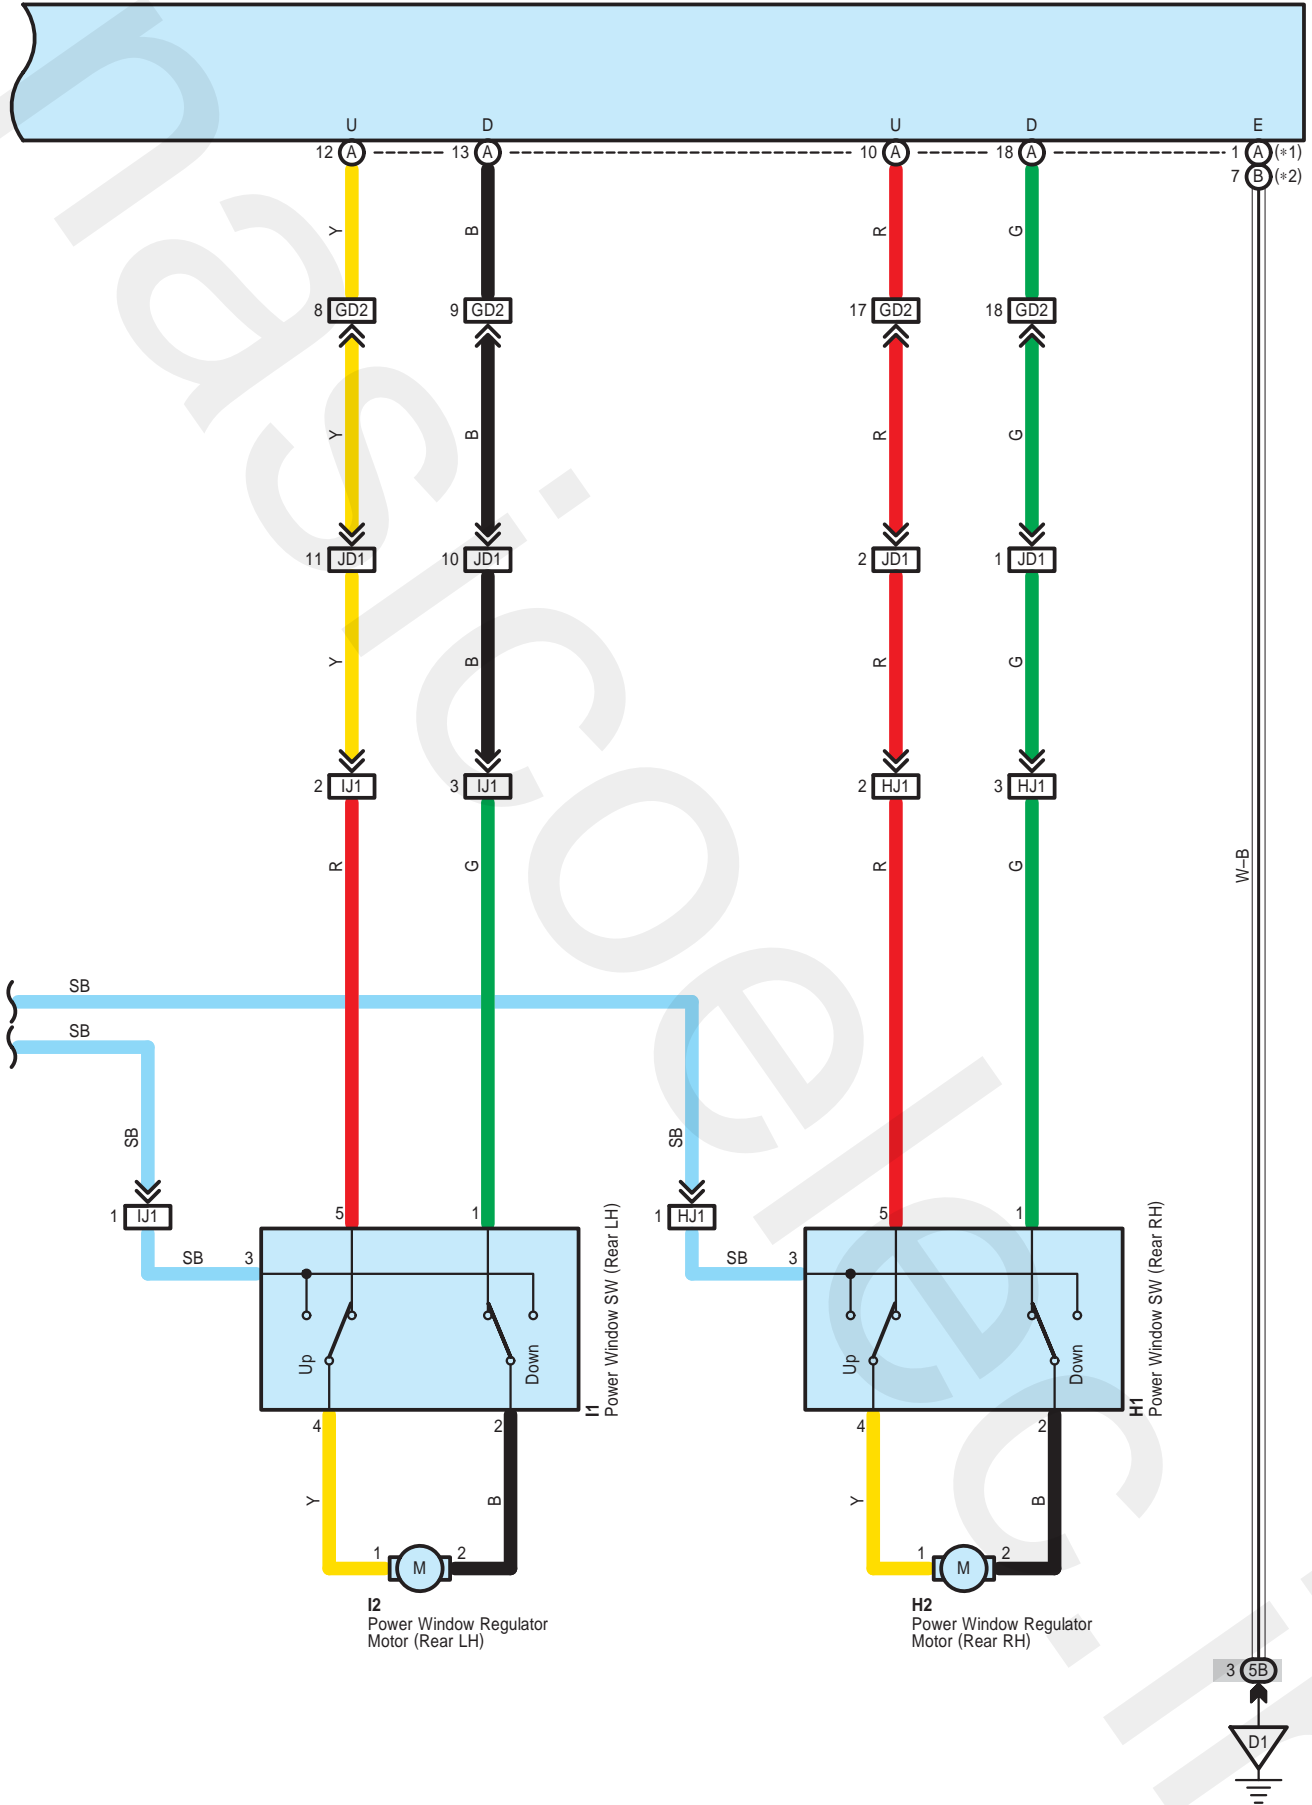 U D U D E
12 A 13 A 10 A 18 A 1 A (*1)
7 B (*2)
Y B R G
8 GD2 9 GD2 17 GD2 18 GD2
Y B R G
11 JD1 10 JD1 2 JD1 1 JD1
Y B R G
2 IJ1 3 IJ1 2 HJ1 3 HJ1
R G R G W–B
SB
SB
SB SB
1 IJ1 5 1 1 HJ1 5 1
SB 3 SB 3
Up Down Up Down
I1
Power Window SW (Rear LH)
H1
Power Window SW (Rear RH)
4 2 4 2
Y B Y B
1 M 2 1 M 2
I2
Power Window Regulator
Motor (Rear LH)
H2
Power Window Regulator
Motor (Rear RH)
3 5B
D1